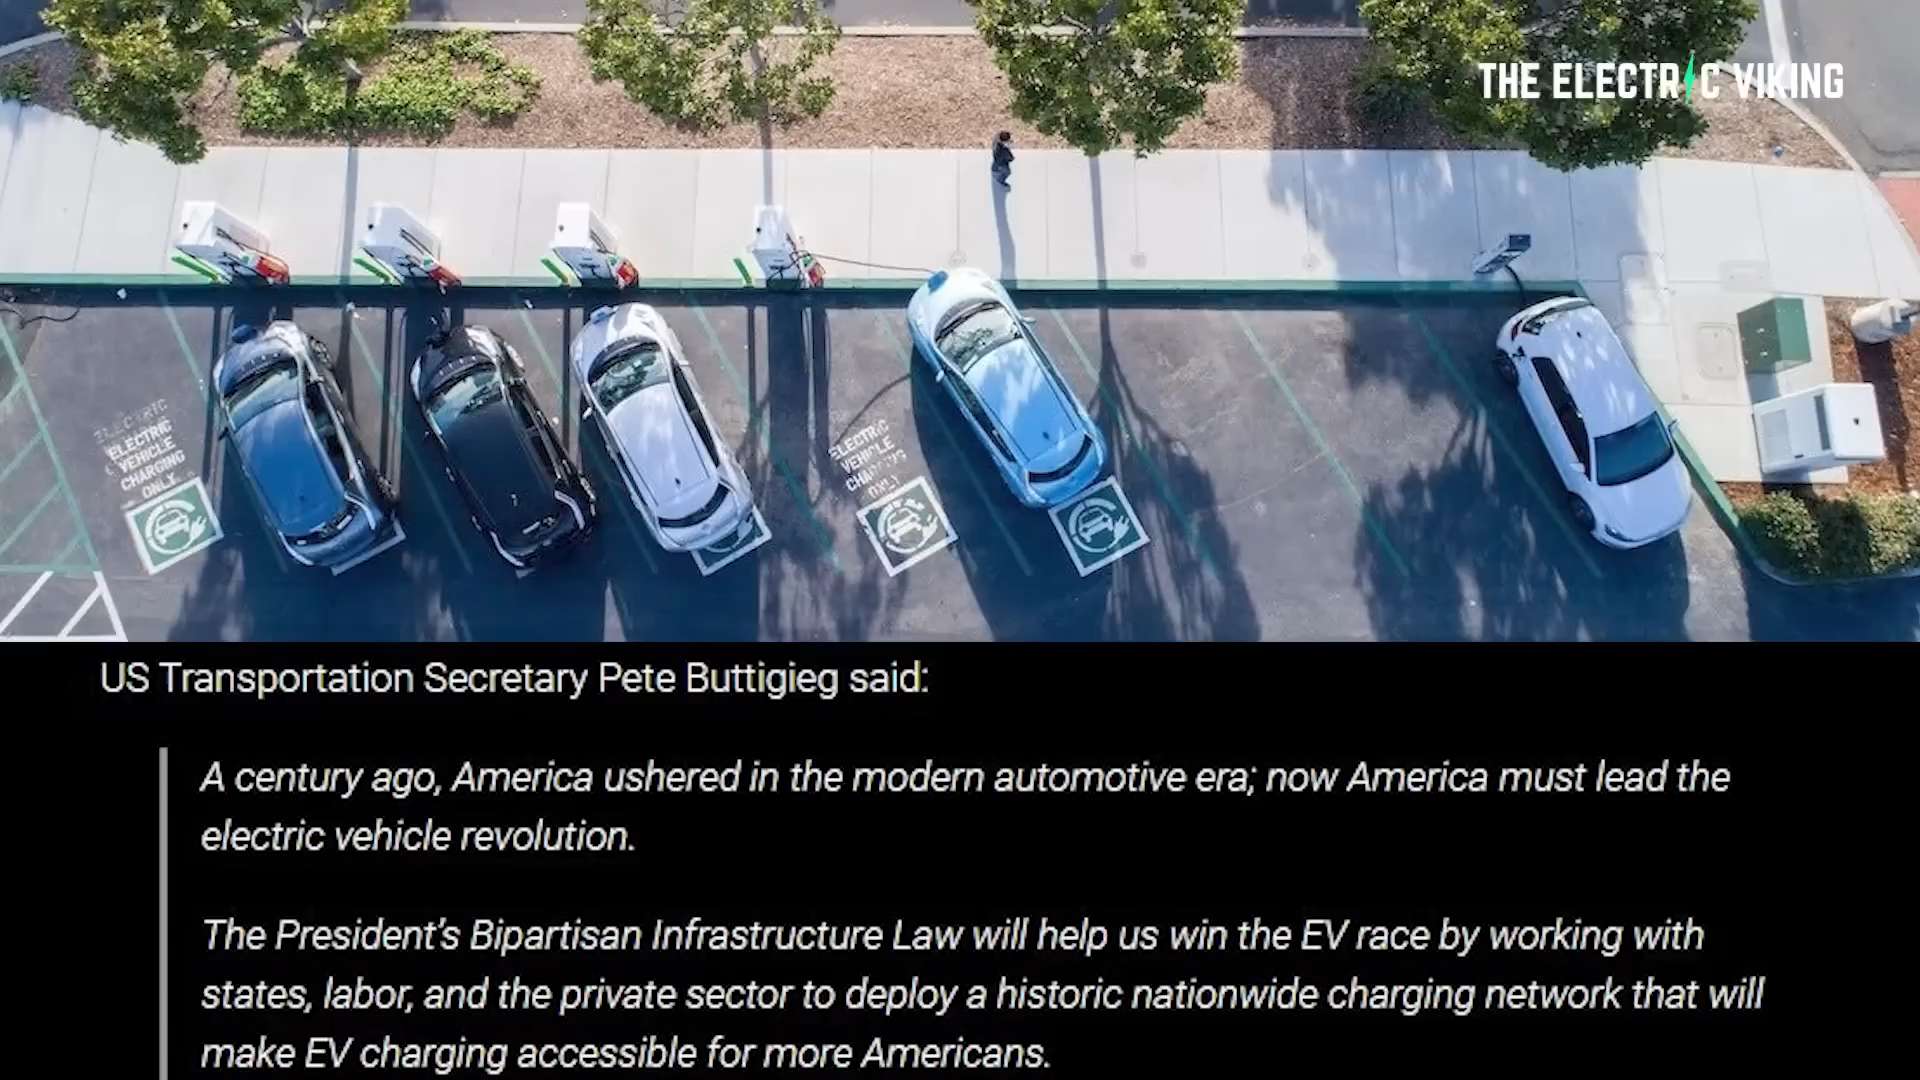 THE ELECTRIC VIKING
ELECTRIC
ELECTRIC
VEHICLE
CHARGING
ONLY
ELECTRIC
VEHICLE
CHARGING
ONLY
US Transportation Secretary Pete Buttigieg said:
A century ago, America ushered in the modern automotive era; now America must lead the
electric vehicle revolution.
The President’s Bipartisan Infrastructure Law will help us win the EV race by working with
states, labor, and the private sector to deploy a historic nationwide charging network that will
make EV charging accessible for more Americans.